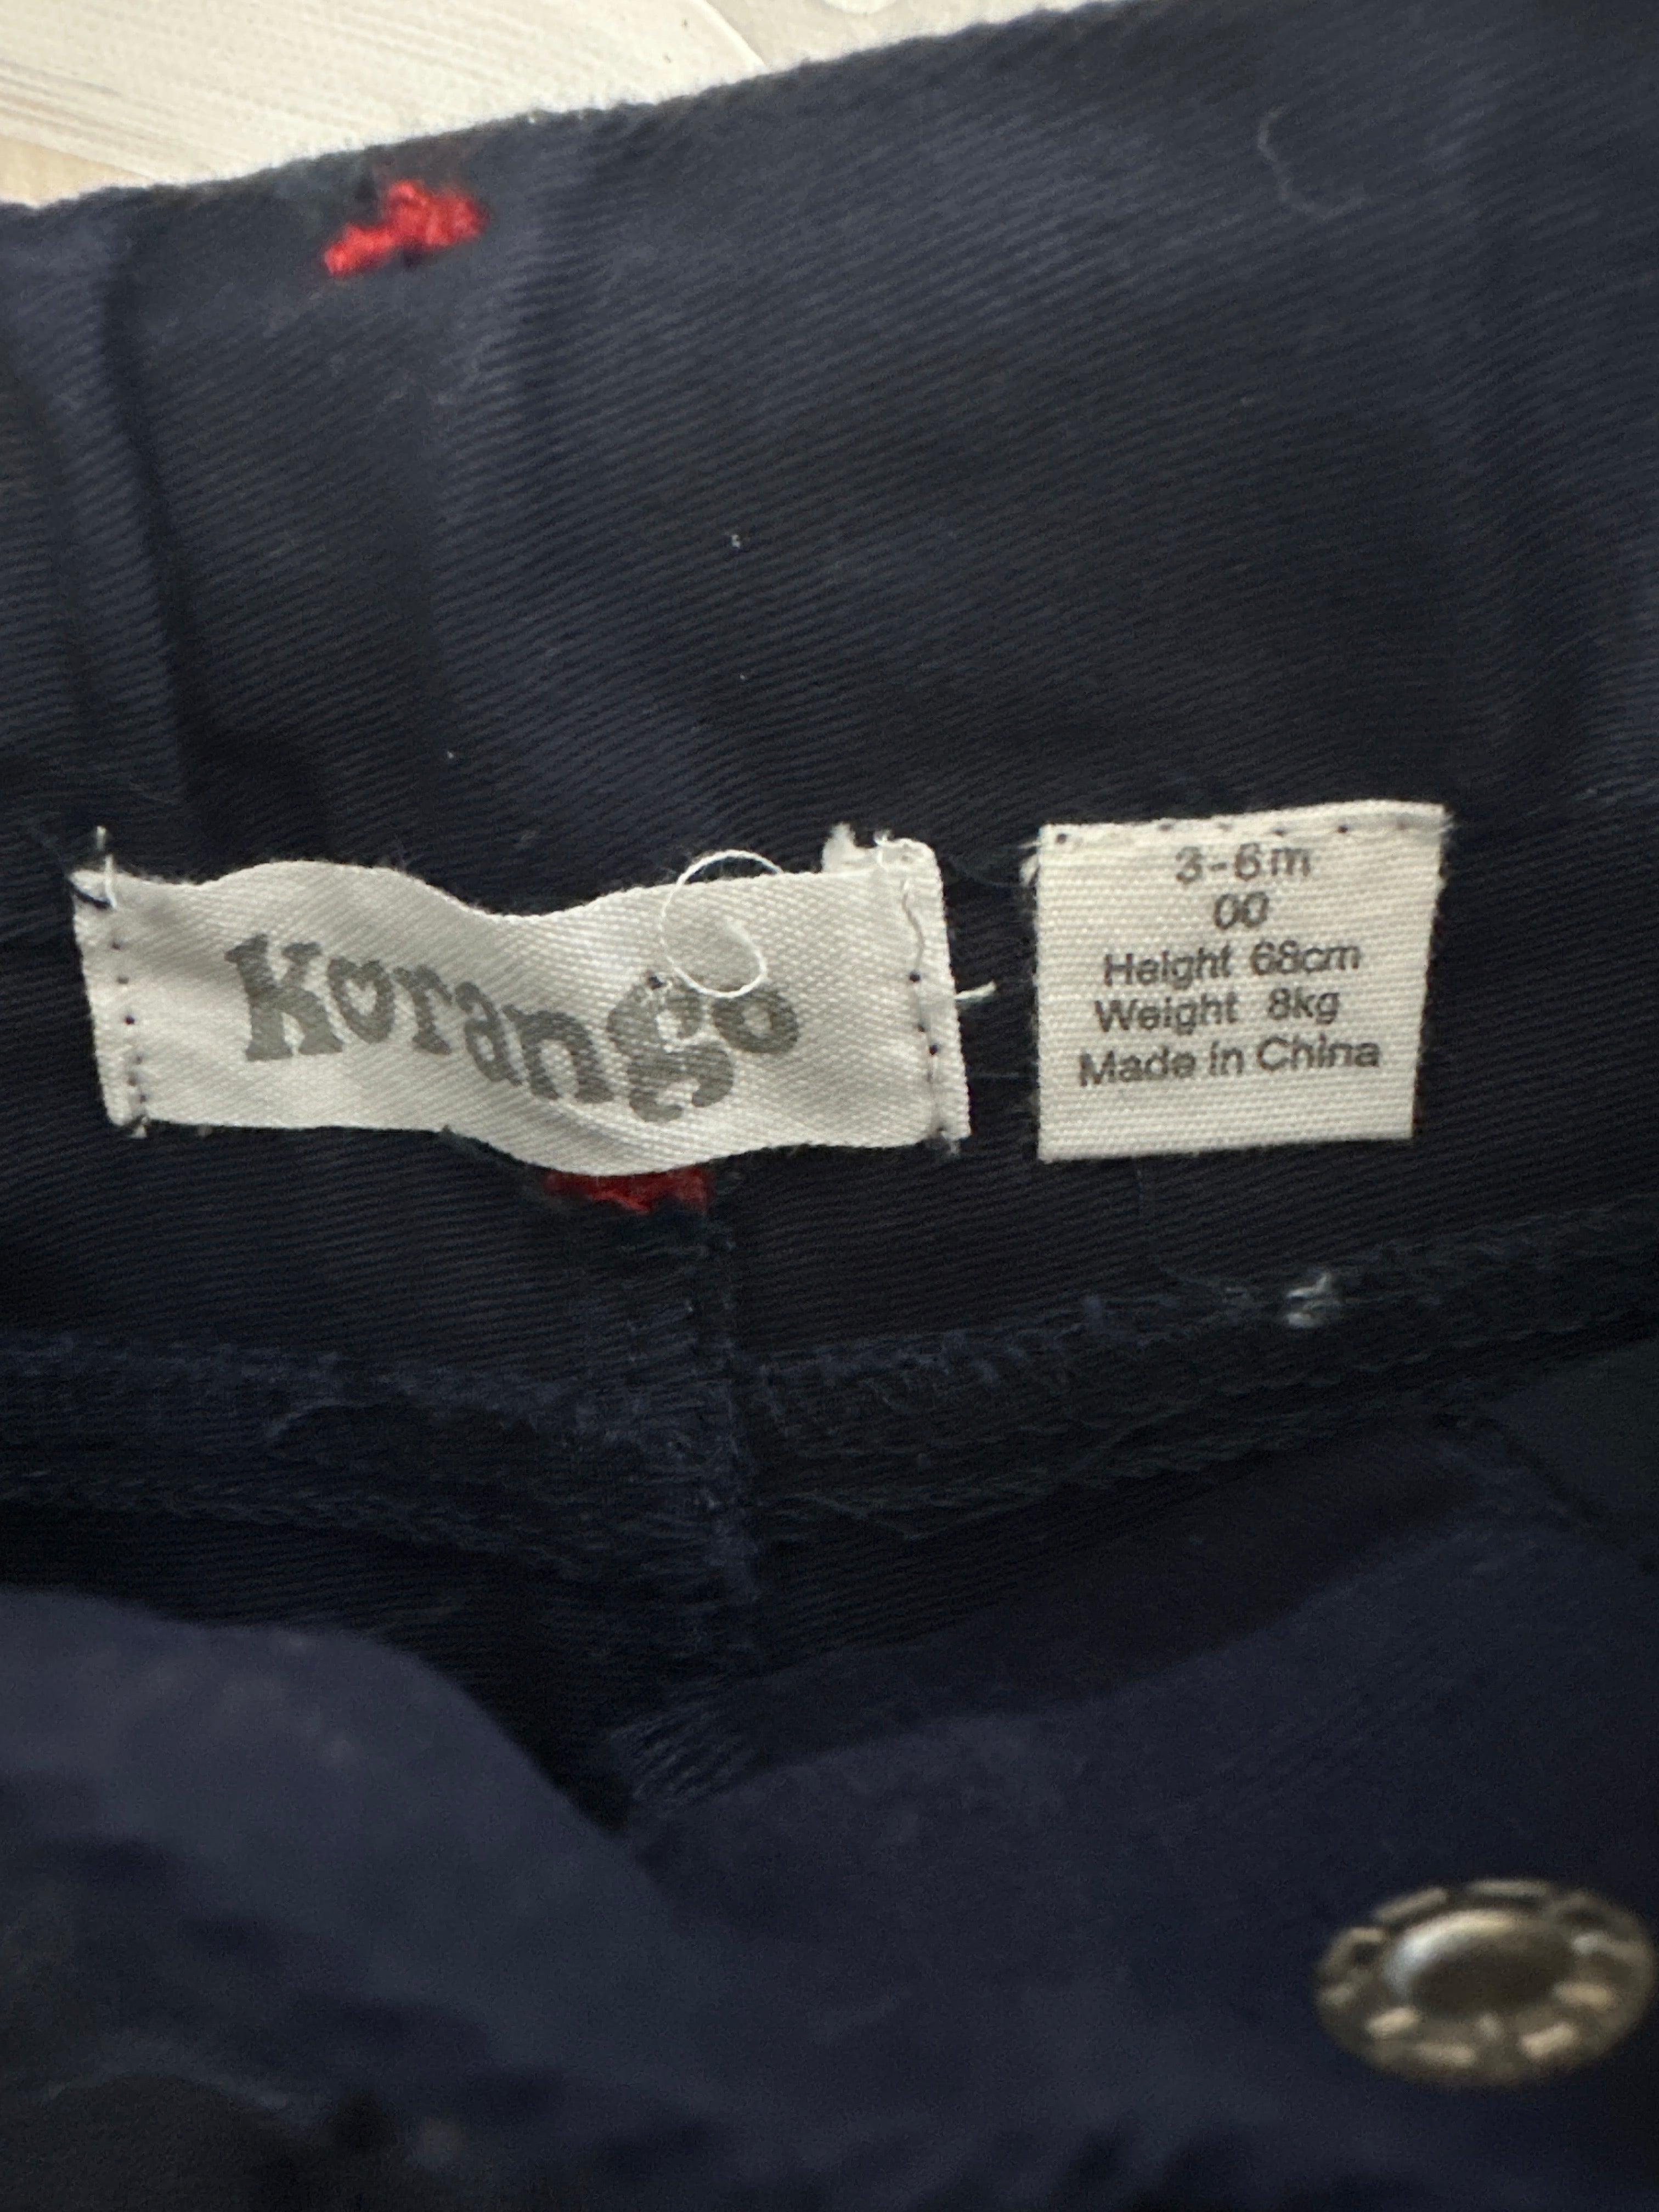 Korango
3-6m
00
Height 68cm
Weight 8kg
Made in China